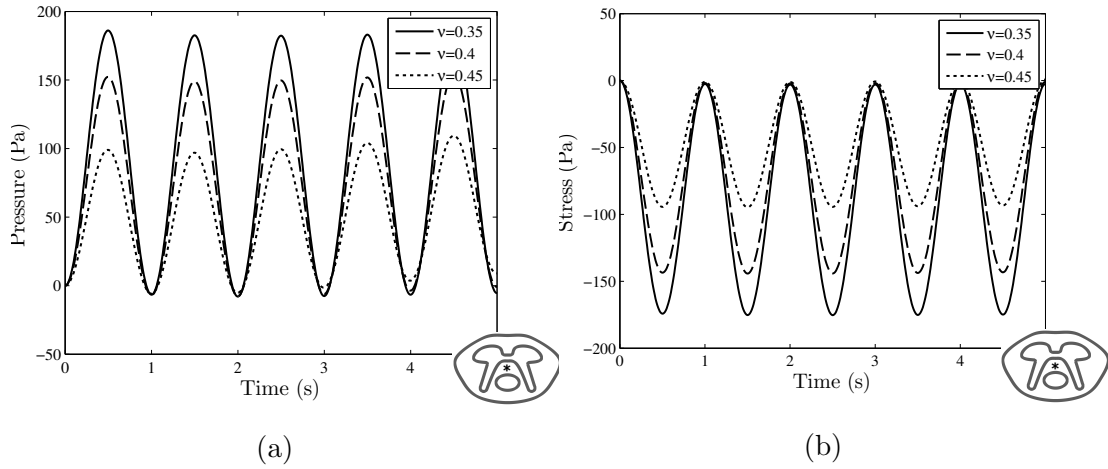 200
150
100
50
0
−50
0 1 2 3 4
Pressure (Pa)
Time (s)
ν=0.35
ν=0.4
ν=0.45
*
(a)
50
0
−50
−100
−150
−200
0 1 2 3 4
Stress (Pa)
Time (s)
ν=0.35
ν=0.4
ν=0.45
*
(b)